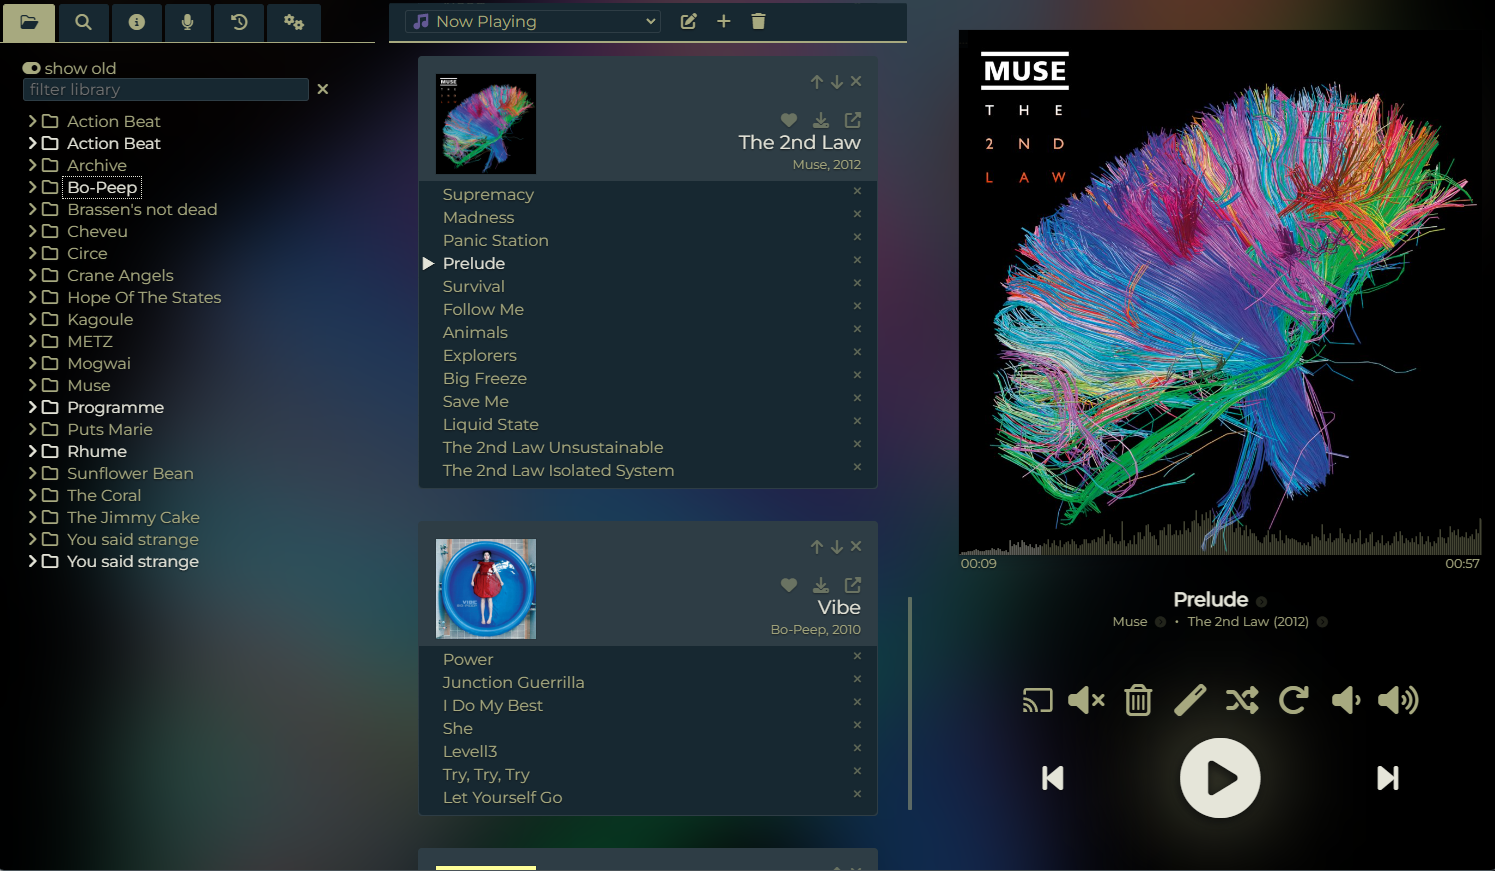 Now Playing
show old
filter library
Action Beat
Action Beat
Archive
Bo-Peep
Brassen's not dead
Cheveu
Circe
Crane Angels
Hope Of The States
Kagoule
METZ
Mogwai
Muse
Programme
Puts Marie
Rhume
Sunflower Bean
The Coral
The Jimmy Cake
You said strange
You said strange
MUSE
The 2nd Law
Muse, 2012
Supremacy
Madness
Panic Station
Prelude
Survival
Follow Me
Animals
Explorers
Big Freeze
Save Me
Liquid State
The 2nd Law Unsustainable
The 2nd Law Isolated System
VIBE
BO-PEEP
Vibe
Bo-Peep, 2010
Power
Junction Guerrilla
I Do My Best
She
Levell3
Try, Try, Try
Let Yourself Go
MUSE
T H E
2 N D
L A W
00:09 00:57
Prelude
Muse • The 2nd Law (2012)